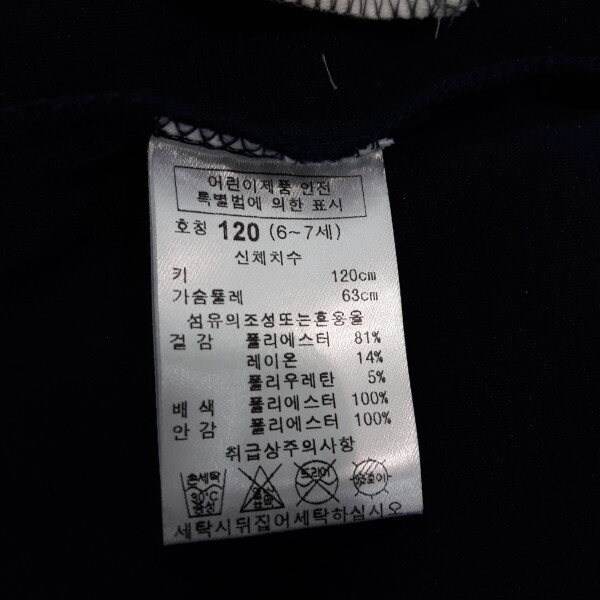 어린이제품 안전
특별법에 의한 표시
호칭 120 (6~7세)
신체치수
키 120cm
가슴둘레 63cm
섬유의조성또는혼용율
겉감 폴리에스터 81%
레이온 14%
폴리우레탄 5%
배색 폴리에스터 100%
안감 폴리에스터 100%
취급상주의사항
손세탁
드라이
세탁시뒤집어세탁하십시오